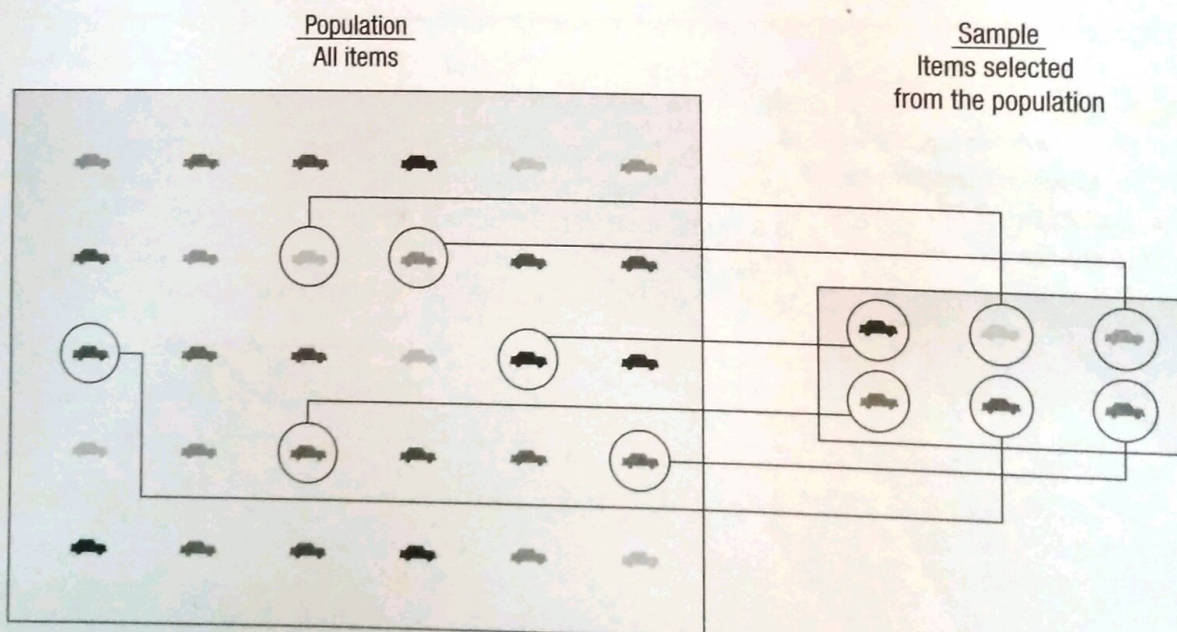 Population
All items
Sample
Items selected
from the population